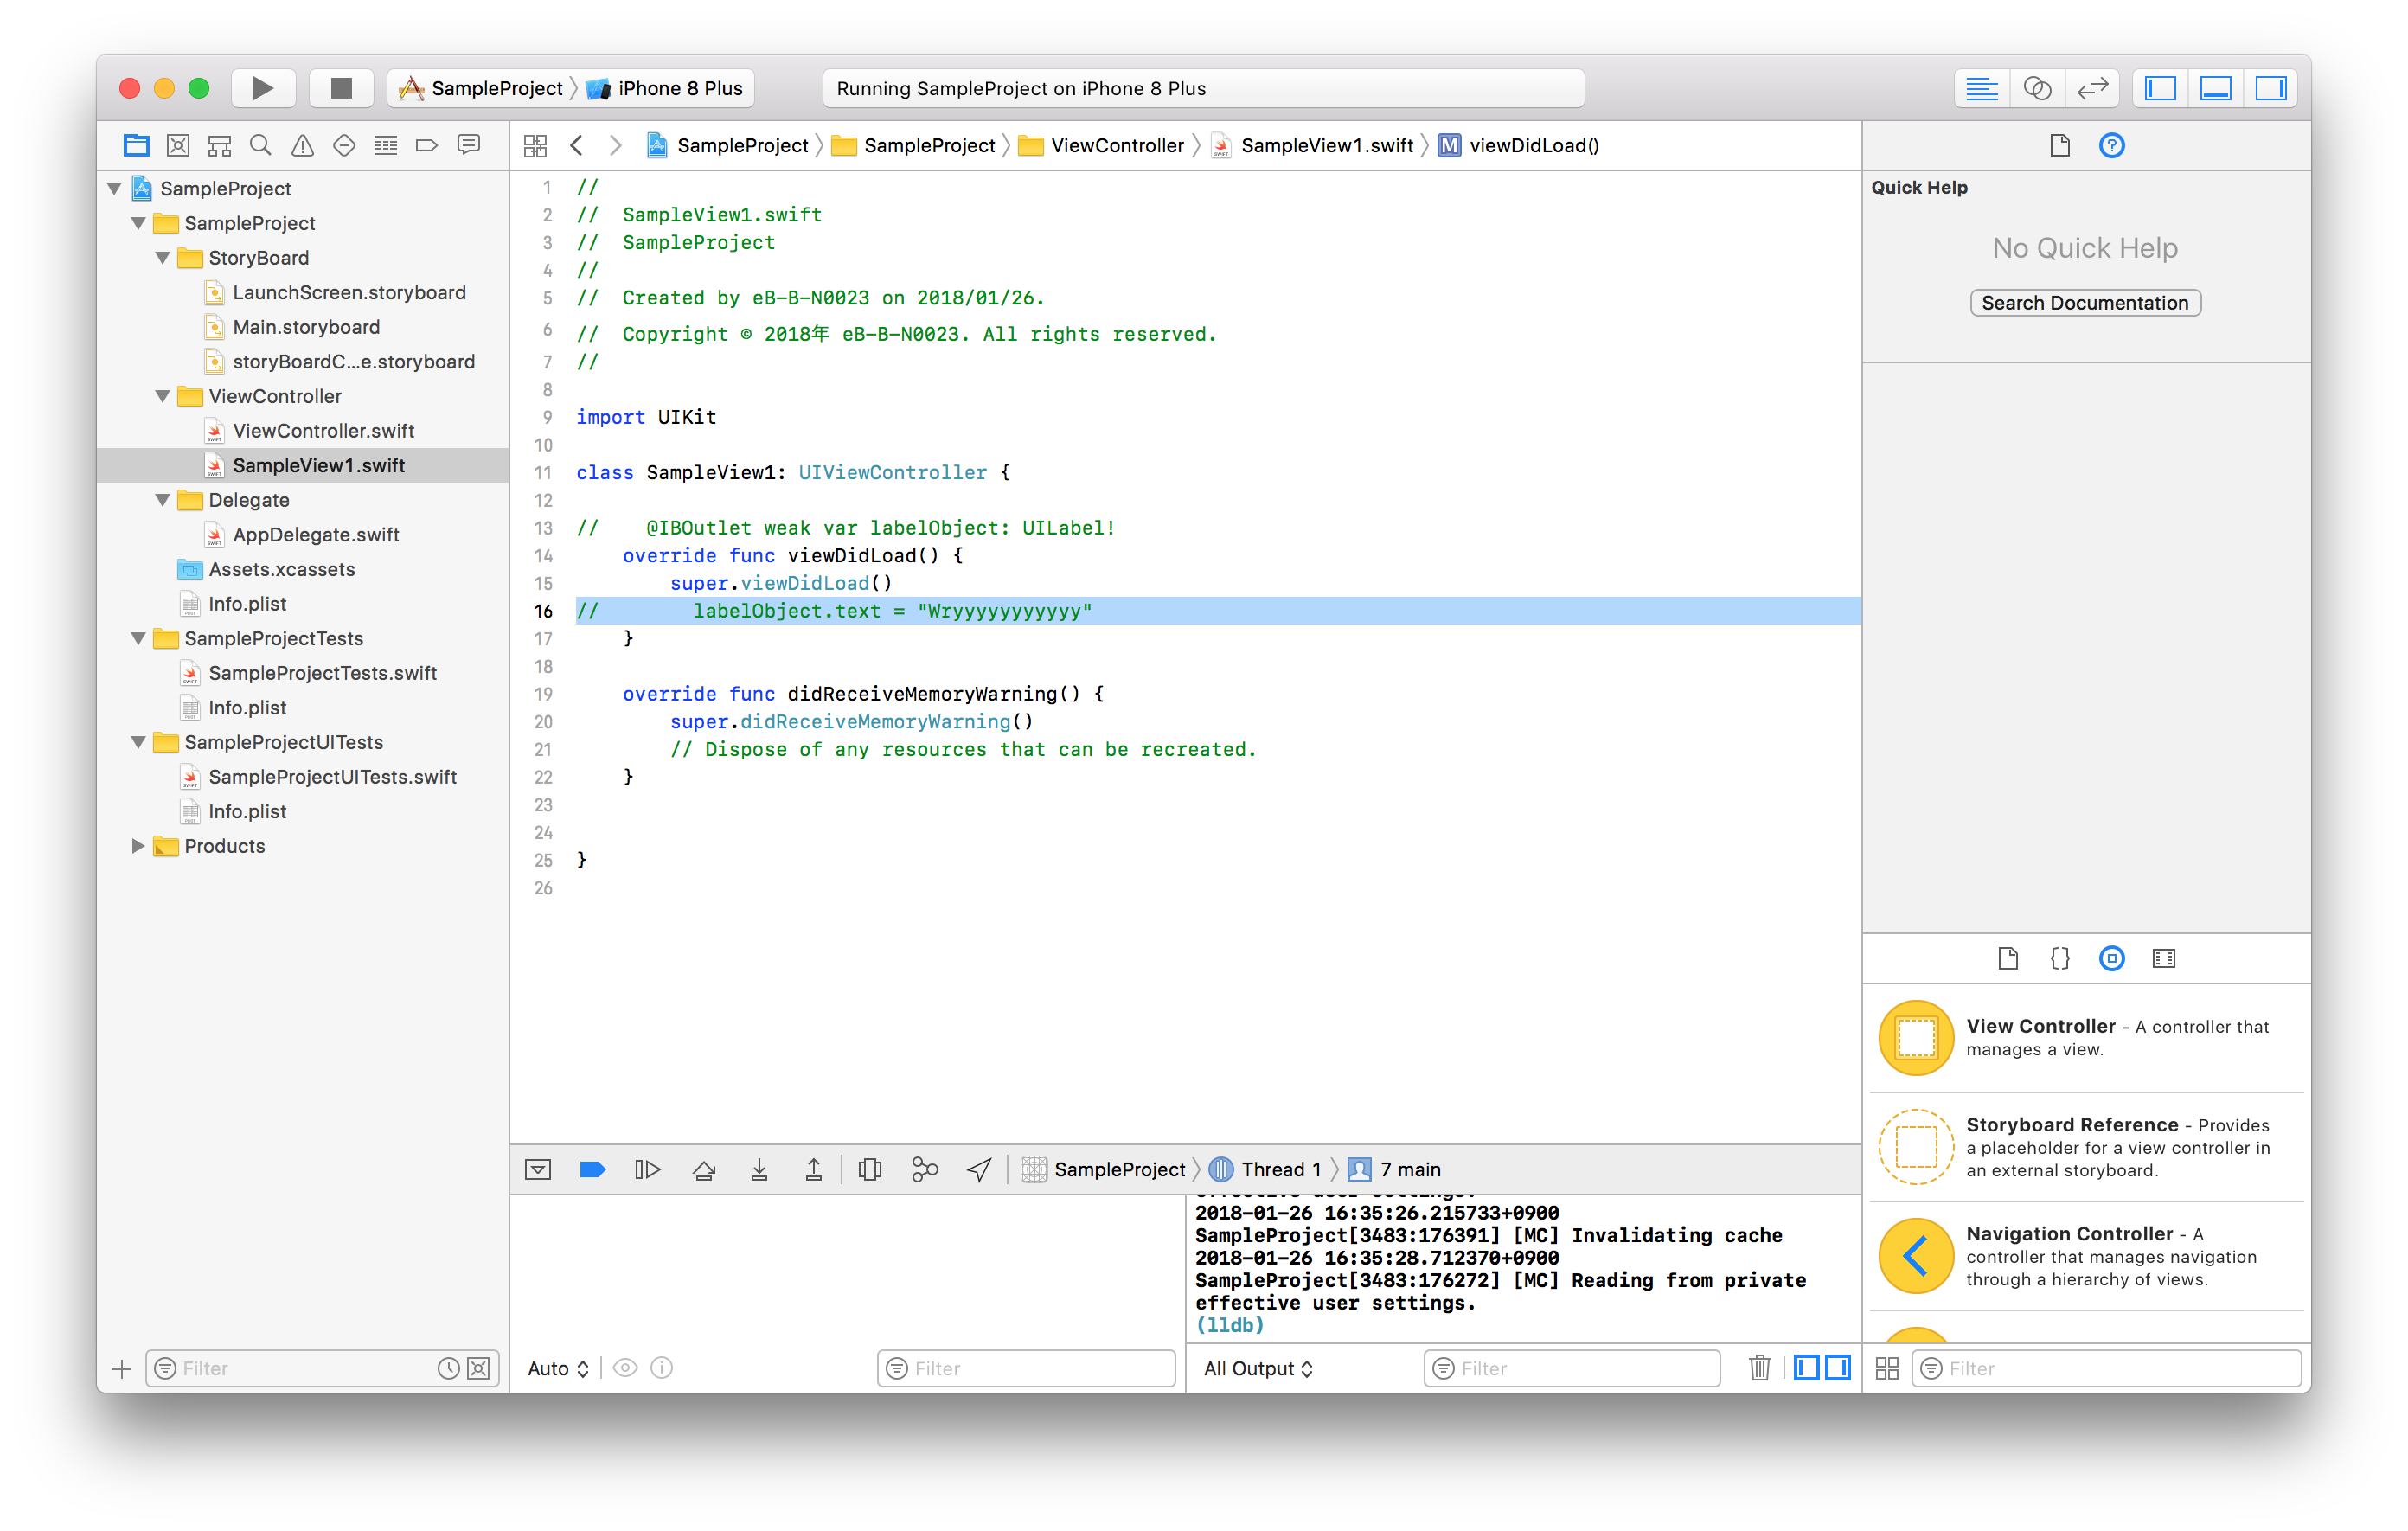 SampleProject
iPhone 8 Plus
Running SampleProject on iPhone 8 Plus
SampleProject
SampleProject
ViewController
SampleView1.swift
M
viewDidLoad()
SampleProject
SampleProject
StoryBoard
LaunchScreen.storyboard
Main.storyboard
storyBoardC...e.storyboard
ViewController
ViewController.swift
SampleView1.swift
Delegate
AppDelegate.swift
Assets.xcassets
Info.plist
SampleProjectTests
SampleProjectTests.swift
Info.plist
SampleProjectUITests
SampleProjectUITests.swift
Info.plist
Products
Filter
1 //
2 //  SampleView1.swift
3 //  SampleProject
4 //
5 //  Created by eB-B-N0023 on 2018/01/26.
6 //  Copyright © 2018年 eB-B-N0023. All rights reserved.
7 //
8
9 import UIKit
10
11 class SampleView1: UIViewController {
12
13 //    @IBOutlet weak var labelObject: UILabel!
14     override func viewDidLoad() {
15         super.viewDidLoad()
16 //        labelObject.text = "Wryyyyyyyyyyy"
17     }
18
19     override func didReceiveMemoryWarning() {
20         super.didReceiveMemoryWarning()
21         // Dispose of any resources that can be recreated.
22     }
23
24
25 }
26
SampleProject
Thread 1
7 main
effective user settings.
2018-01-26 16:35:26.215733+0900
SampleProject[3483:176391] [MC] Invalidating cache
2018-01-26 16:35:28.712370+0900
SampleProject[3483:176272] [MC] Reading from private
effective user settings.
(lldb)
Auto
Filter
All Output
Filter
Quick Help
No Quick Help
Search Documentation
{}
View Controller - A controller that
manages a view.
Storyboard Reference - Provides
a placeholder for a view controller in
an external storyboard.
Navigation Controller - A
controller that manages navigation
through a hierarchy of views.
Filter